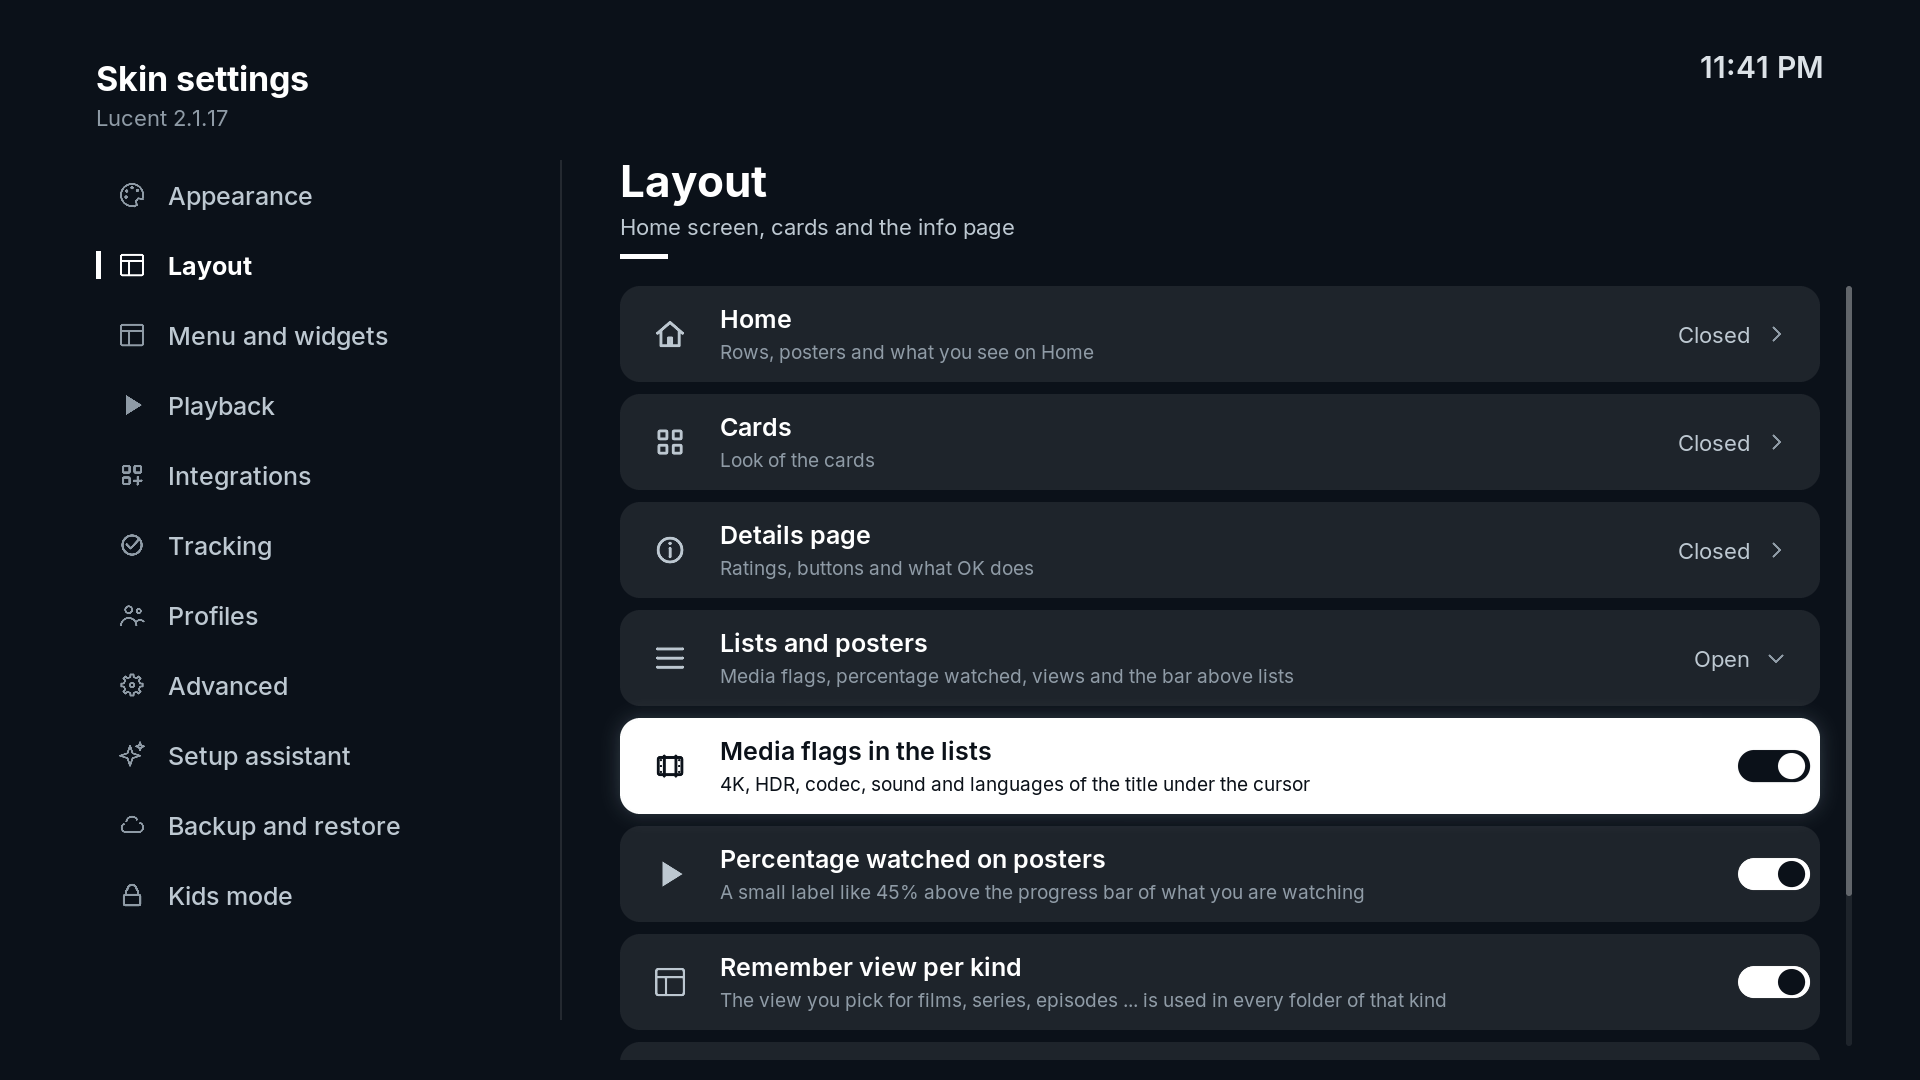 Skin settings
Lucent 2.1.17
11:41 PM
Appearance
Layout
Menu and widgets
Playback
Integrations
Tracking
Profiles
Advanced
Setup assistant
Backup and restore
Kids mode
Layout
Home screen, cards and the info page
Home
Rows, posters and what you see on Home
Closed
Cards
Look of the cards
Closed
Details page
Ratings, buttons and what OK does
Closed
Lists and posters
Media flags, percentage watched, views and the bar above lists
Open
Media flags in the lists
4K, HDR, codec, sound and languages of the title under the cursor
Percentage watched on posters
A small label like 45% above the progress bar of what you are watching
Remember view per kind
The view you pick for films, series, episodes ... is used in every folder of that kind